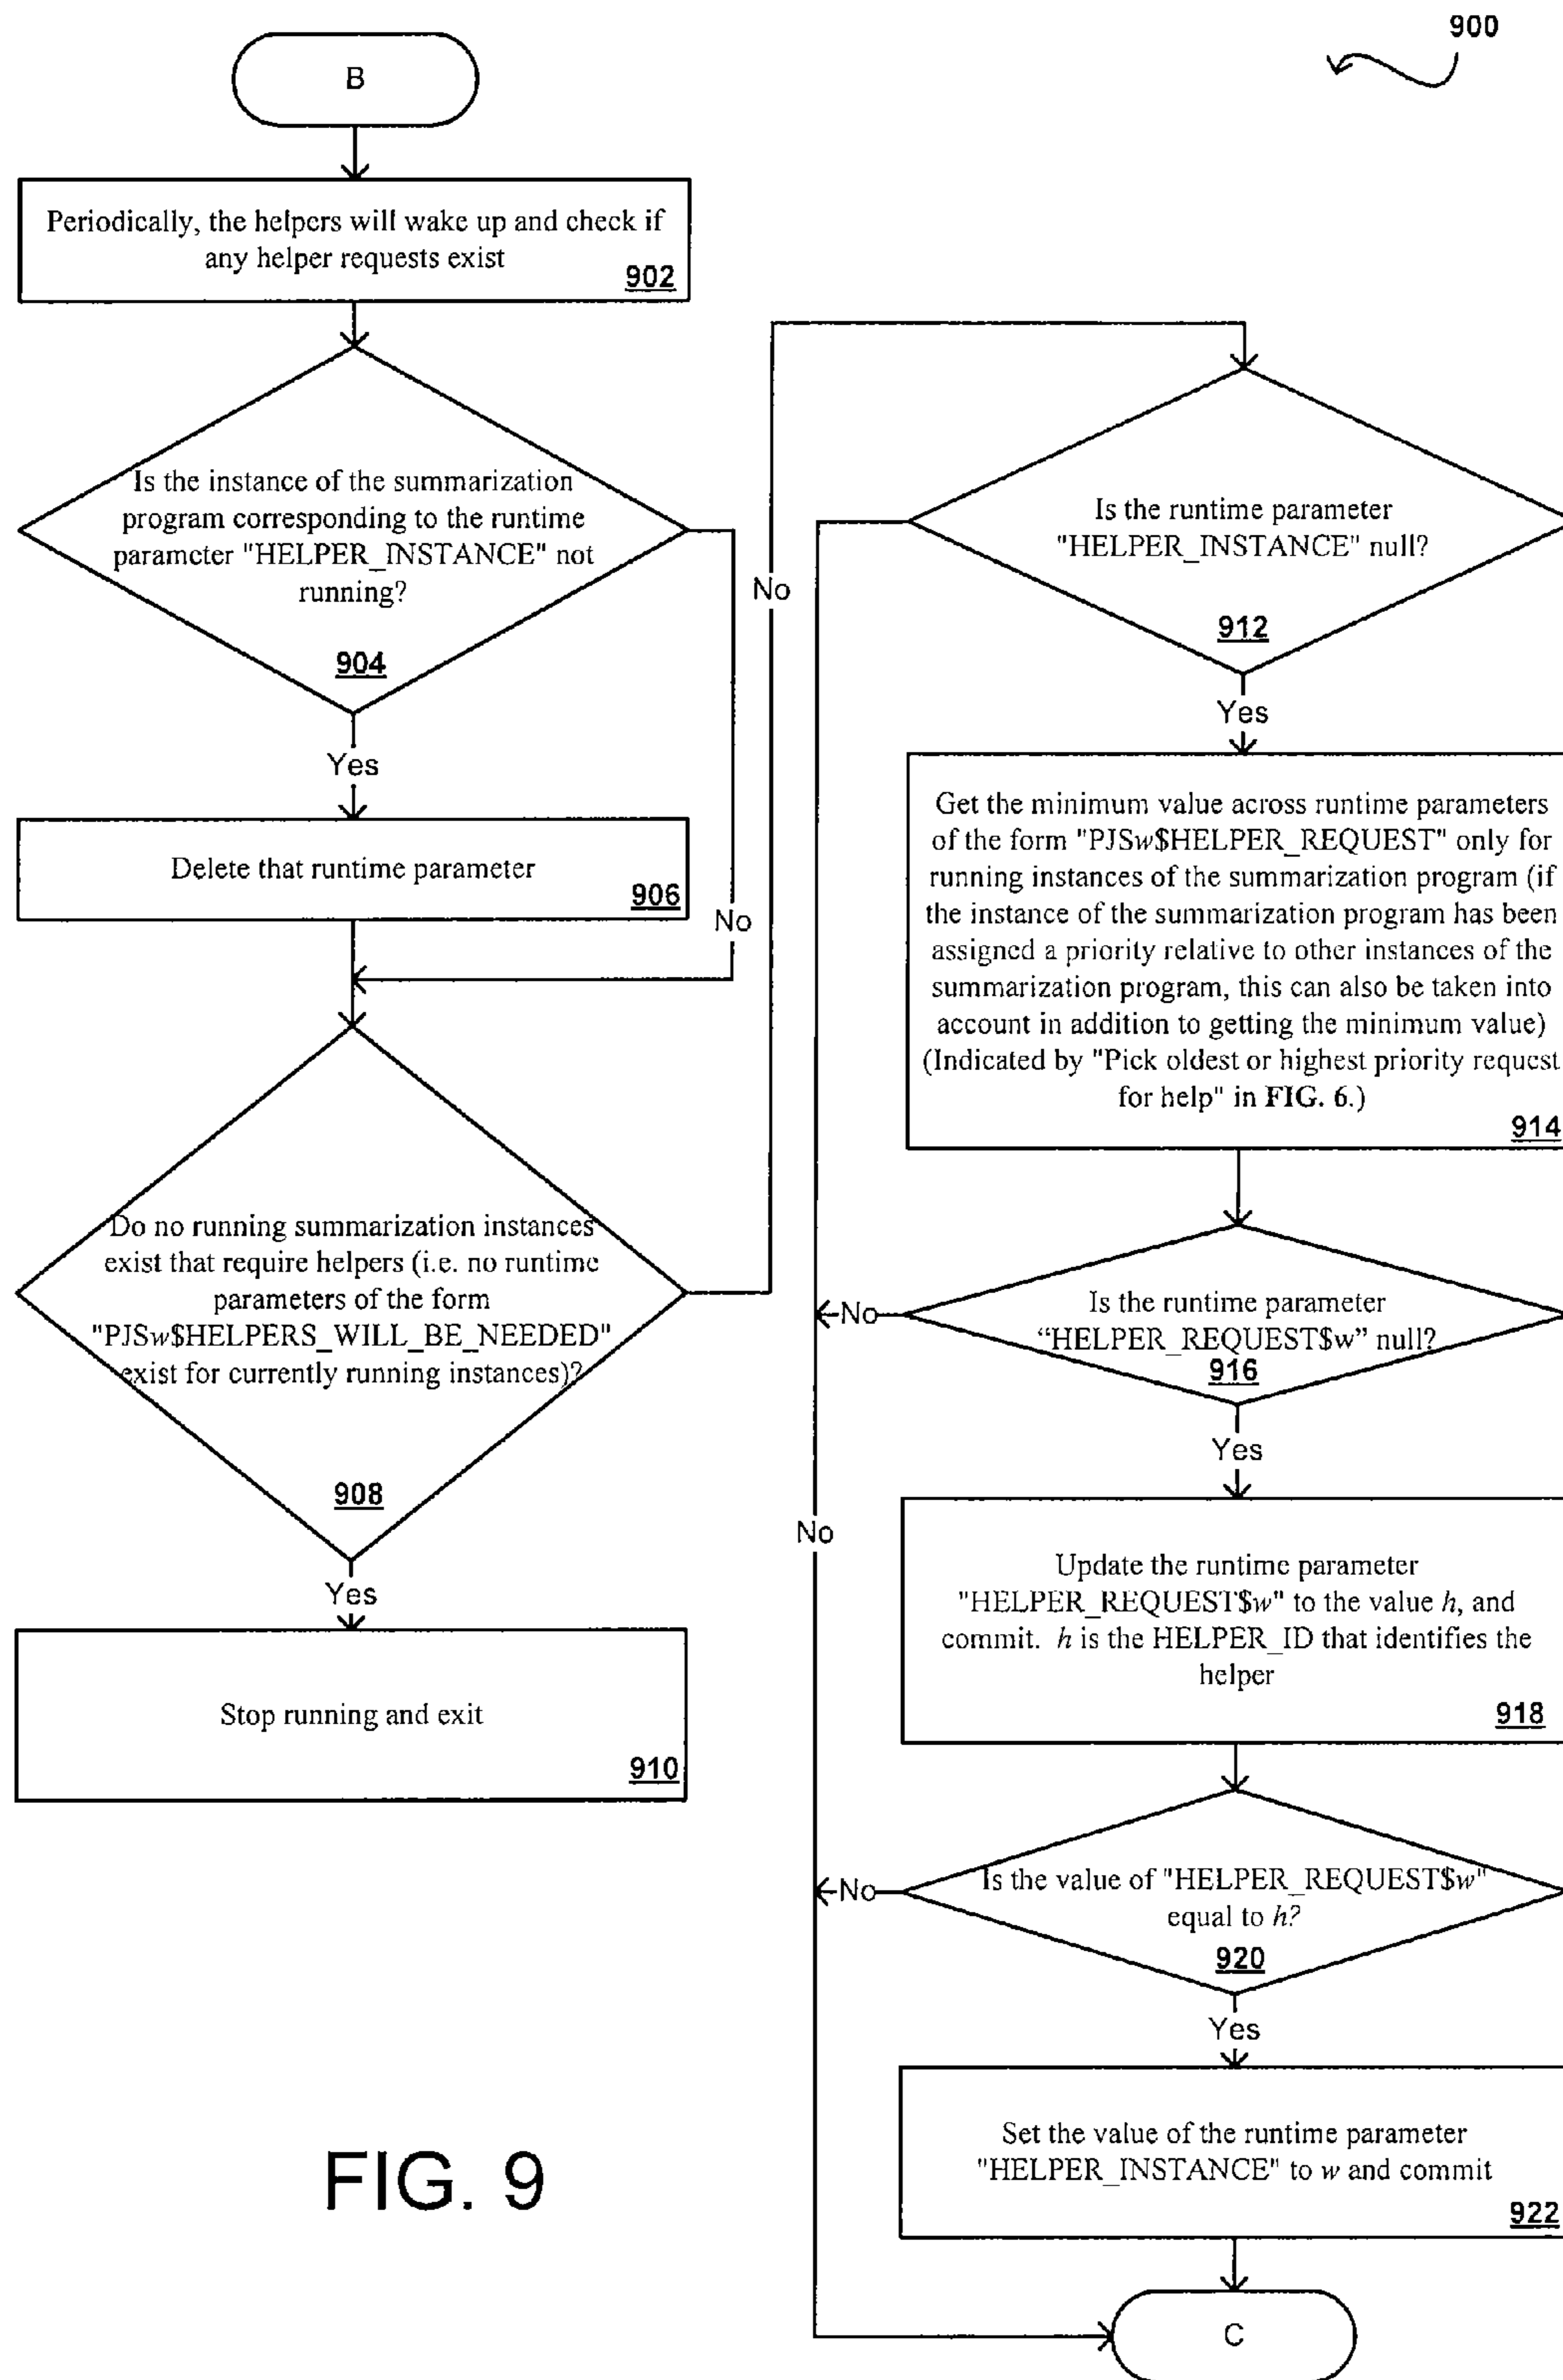 900
B
Periodically, the helpers will wake up and check if
any helper requests exist
902
Is the instance of the summarization
program corresponding to the runtime
parameter "HELPER_INSTANCE" not
running?
904
No
Yes
Delete that runtime parameter
906
Do no running summarization instances
exist that require helpers (i.e. no runtime
parameters of the form
"PJSw$HELPERS_WILL_BE_NEEDED"
exist for currently running instances)?
908
No
Yes
Stop running and exit
910
Is the runtime parameter
"HELPER_INSTANCE" null?
912
No
Yes
Get the minimum value across runtime parameters
of the form "PJSw$HELPER_REQUEST" only for
running instances of the summarization program (if
the instance of the summarization program has been
assigned a priority relative to other instances of the
summarization program, this can also be taken into
account in addition to getting the minimum value)
(Indicated by "Pick oldest or highest priority request
for help" in FIG. 6.)
914
Is the runtime parameter
“HELPER_REQUEST$w” null?
916
No
Yes
Update the runtime parameter
"HELPER_REQUEST$w" to the value h, and
commit. h is the HELPER_ID that identifies the
helper
918
Is the value of "HELPER_REQUEST$w"
equal to h?
920
No
Yes
Set the value of the runtime parameter
"HELPER_INSTANCE" to w and commit
922
C
FIG. 9